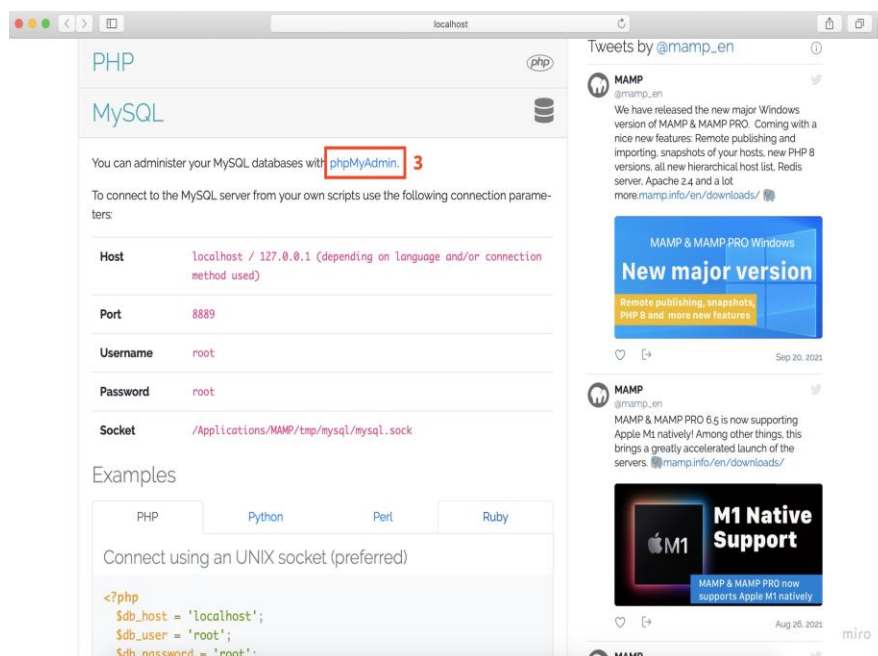 localhost
PHP
php
MySQL
You can administer your MySQL databases with phpMyAdmin. 3
To connect to the MySQL server from your own scripts use the following connection parame-
ters:
Host localhost / 127.0.0.1 (depending on language and/or connection
method used)
Port 8889
Username root
Password root
Socket /Applications/MAMP/tmp/mysql/mysql.sock
Examples
PHP Python Perl Ruby
Connect using an UNIX socket (preferred)
<?php
$db_host = 'localhost';
$db_user = 'root';
$db_password = 'root';
Tweets by @mamp_en
MAMP
@mamp_en
We have released the new major Windows
version of MAMP & MAMP PRO. Coming with a
nice new features: Remote publishing and
importing, snapshots of your hosts, new PHP 8
versions, all new hierarchical host list, Redis
server, Apache 2.4 and a lot
more.mamp.info/en/downloads/
MAMP & MAMP PRO Windows
New major version
Remote publishing, snapshots,
PHP 8 and more new features
Sep 20, 2021
MAMP
@mamp_en
MAMP & MAMP PRO 6.5 is now supporting
Apple M1 natively! Among other things, this
brings a greatly accelerated launch of the
servers. mamp.info/en/downloads/
M1
M1 Native
Support
MAMP & MAMP PRO now
supports Apple M1 natively
Aug 26, 2021
MAMP
miro